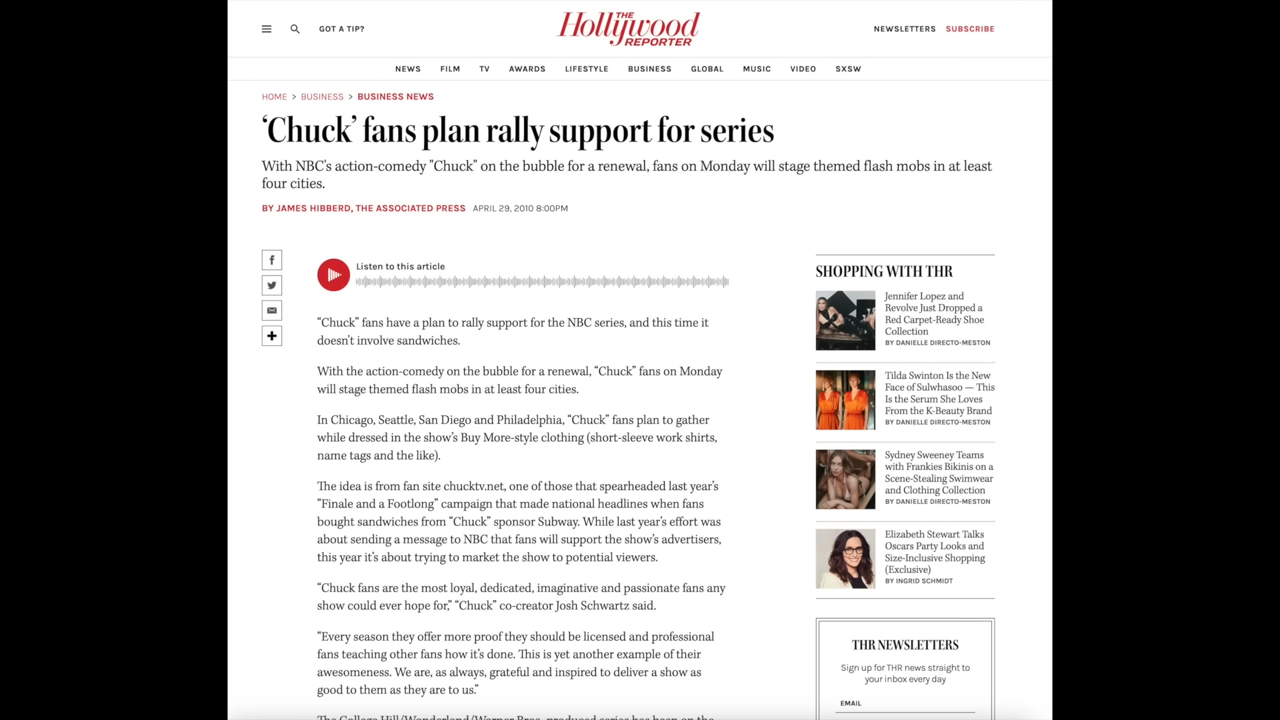 GOT A TIP?
THE
Hollywood
REPORTER
NEWSLETTERS SUBSCRIBE
NEWS FILM TV AWARDS LIFESTYLE BUSINESS GLOBAL MUSIC VIDEO SXSW
HOME > BUSINESS > BUSINESS NEWS
‘Chuck’ fans plan rally support for series
With NBC’s action-comedy "Chuck" on the bubble for a renewal, fans on Monday will stage themed flash mobs in at least
four cities.
BY JAMES HIBBERD, THE ASSOCIATED PRESS APRIL 29, 2010 8:00PM
Listen to this article
“Chuck” fans have a plan to rally support for the NBC series, and this time it
doesn’t involve sandwiches.
With the action-comedy on the bubble for a renewal, “Chuck” fans on Monday
will stage themed flash mobs in at least four cities.
In Chicago, Seattle, San Diego and Philadelphia, “Chuck” fans plan to gather
while dressed in the show’s Buy More-style clothing (short-sleeve work shirts,
name tags and the like).
The idea is from fan site chucktv.net, one of those that spearheaded last year’s
“Finale and a Footlong” campaign that made national headlines when fans
bought sandwiches from “Chuck” sponsor Subway. While last year’s effort was
about sending a message to NBC that fans will support the show’s advertisers,
this year it’s about trying to market the show to potential viewers.
“Chuck fans are the most loyal, dedicated, imaginative and passionate fans any
show could ever hope for,” “Chuck” co-creator Josh Schwartz said.
“Every season they offer more proof they should be licensed and professional
fans teaching other fans how it’s done. This is yet another example of their
awesomeness. We are, as always, grateful and inspired to deliver a show as
good to them as they are to us.”
The College Hill/Wonderland/Warner Bros.-produced series has been on the
SHOPPING WITH THR
Jennifer Lopez and
Revolve Just Dropped a
Red Carpet-Ready Shoe
Collection
BY DANIELLE DIRECTO-MESTON
Tilda Swinton Is the New
Face of Sulwhasoo — This
Is the Serum She Loves
From the K-Beauty Brand
BY DANIELLE DIRECTO-MESTON
Sydney Sweeney Teams
with Frankies Bikinis on a
Scene-Stealing Swimwear
and Clothing Collection
BY DANIELLE DIRECTO-MESTON
Elizabeth Stewart Talks
Oscars Party Looks and
Size-Inclusive Shopping
(Exclusive)
BY INGRID SCHMIDT
THR NEWSLETTERS
Sign up for THR news straight to
your inbox every day
EMAIL